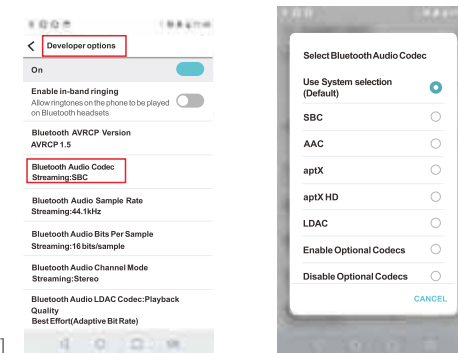 Developer options
On
Enable in-band ringing
Allow ringtones on the phone to be played
on Bluetooth headsets
Bluetooth AVRCP Version
AVRCP 1.5
Bluetooth Audio Codec
Streaming:SBC
Bluetooth Audio Sample Rate
Streaming:44.1kHz
Bluetooth Audio Bits Per Sample
Streaming:16 bits/sample
Bluetooth Audio Channel Mode
Streaming:Stereo
Bluetooth Audio LDAC Codec:Playback
Quality
Best Effort(Adaptive Bit Rate)
]
Select Bluetooth Audio Codec
Use System selection
(Default)
SBC
AAC
aptX
aptX HD
LDAC
Enable Optional Codecs
Disable Optional Codecs
CANCEL